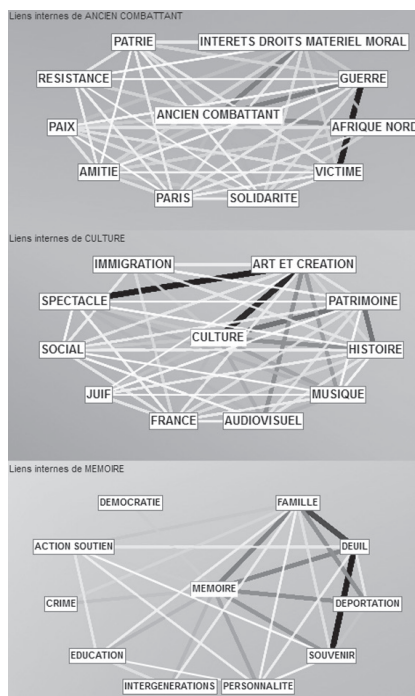 Liens internes de ANCIEN COMBATTANT
PATRIE INTERETS DROITS MATERIEL MORAL
RESISTANCE GUERRE
ANCIEN COMBATTANT
PAIX AFRIQUE NORD
AMITIE VICTIME
PARIS SOLIDARITE
Liens internes de CULTURE
IMMIGRATION ART ET CREATION
SPECTACLE PATRIMOINE
CULTURE
SOCIAL HISTOIRE
JUIF MUSIQUE
FRANCE AUDIOVISUEL
Liens internes de MEMOIRE
DEMOCRATIE FAMILLE
ACTION SOUTIEN DEUIL
MEMOIRE
CRIME DEPORTATION
EDUCATION SOUVENIR
INTERGENERATIONS PERSONNALITE